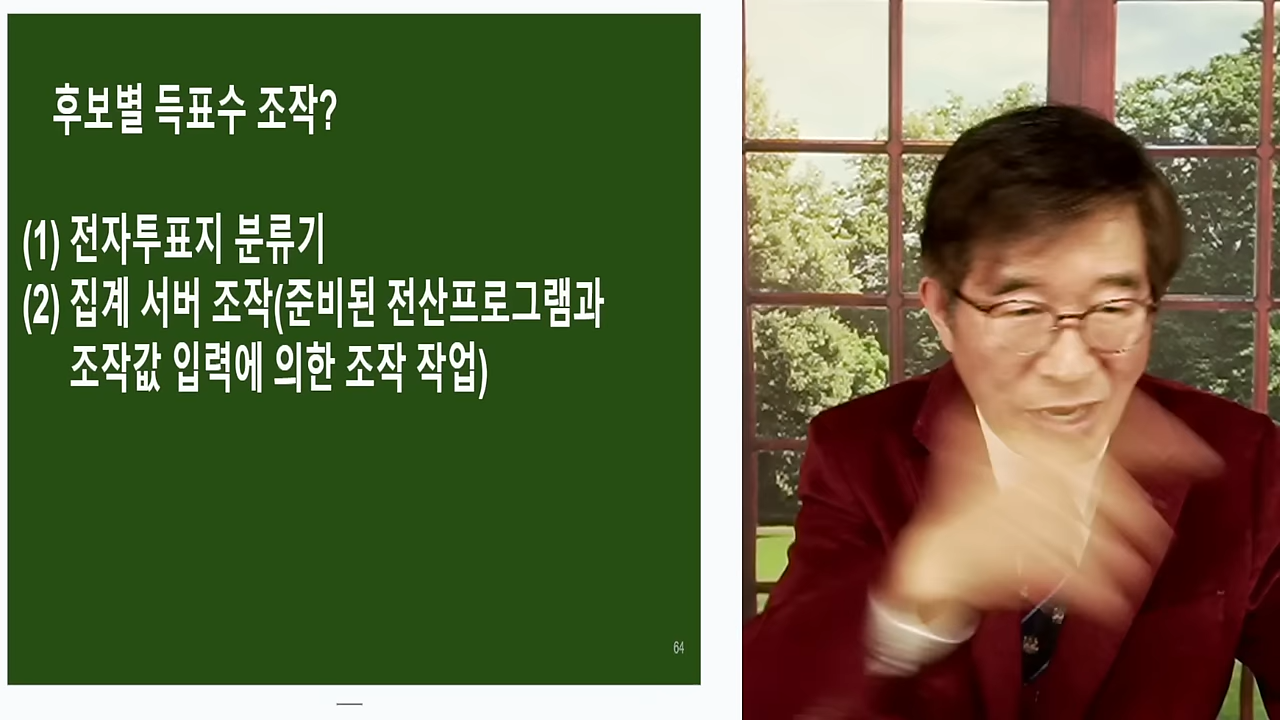 후보별 득표수 조작?
(1) 전자투표지 분류기
(2) 집계 서버 조작(준비된 전산프로그램과
조작값 입력에 의한 조작 작업)
64